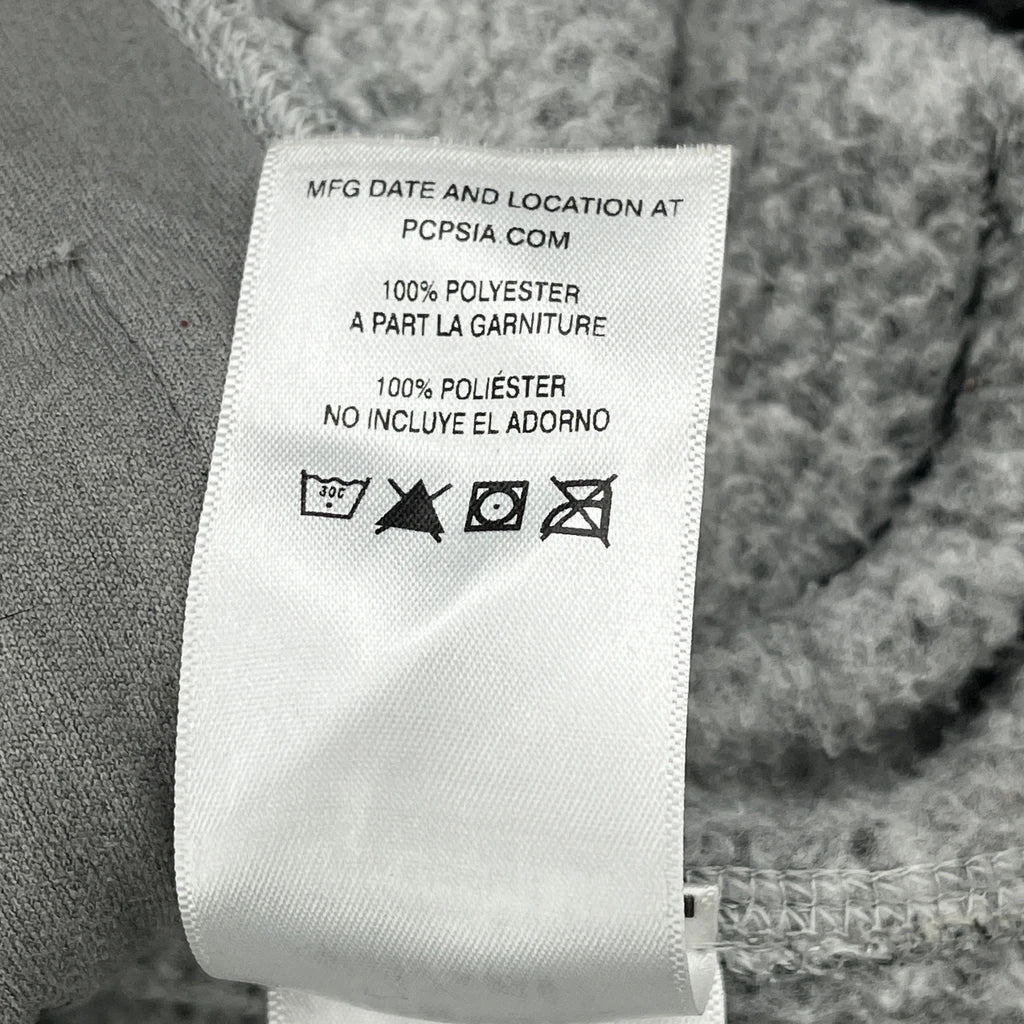 MFG DATE AND LOCATION AT
PCPSIA.COM
100% POLYESTER
A PART LA GARNITURE
100% POLIÉSTER
NO INCLUYE EL ADORNO
30C